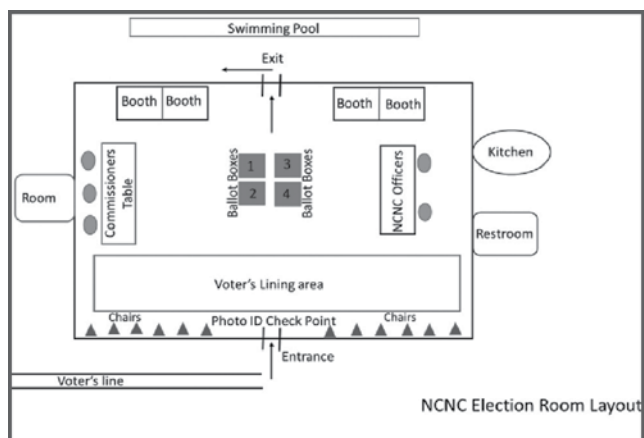 Swimming Pool
Exit
Booth Booth
Booth Booth
Ballot Boxes
1
2
3
4
Ballot Boxes
Commissioners
Table
NCNC Officers
Room
Kitchen
Restroom
Voter's Lining area
Chairs
Photo ID Check Point
Chairs
Entrance
Voter's line
NCNC Election Room Layout